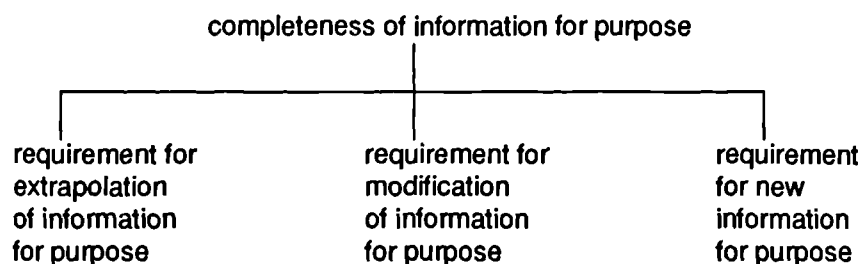 completeness of information for purpose
requirement for
extrapolation
of information
for purpose
requirement for
modification
of information
for purpose
requirement
for new
information
for purpose